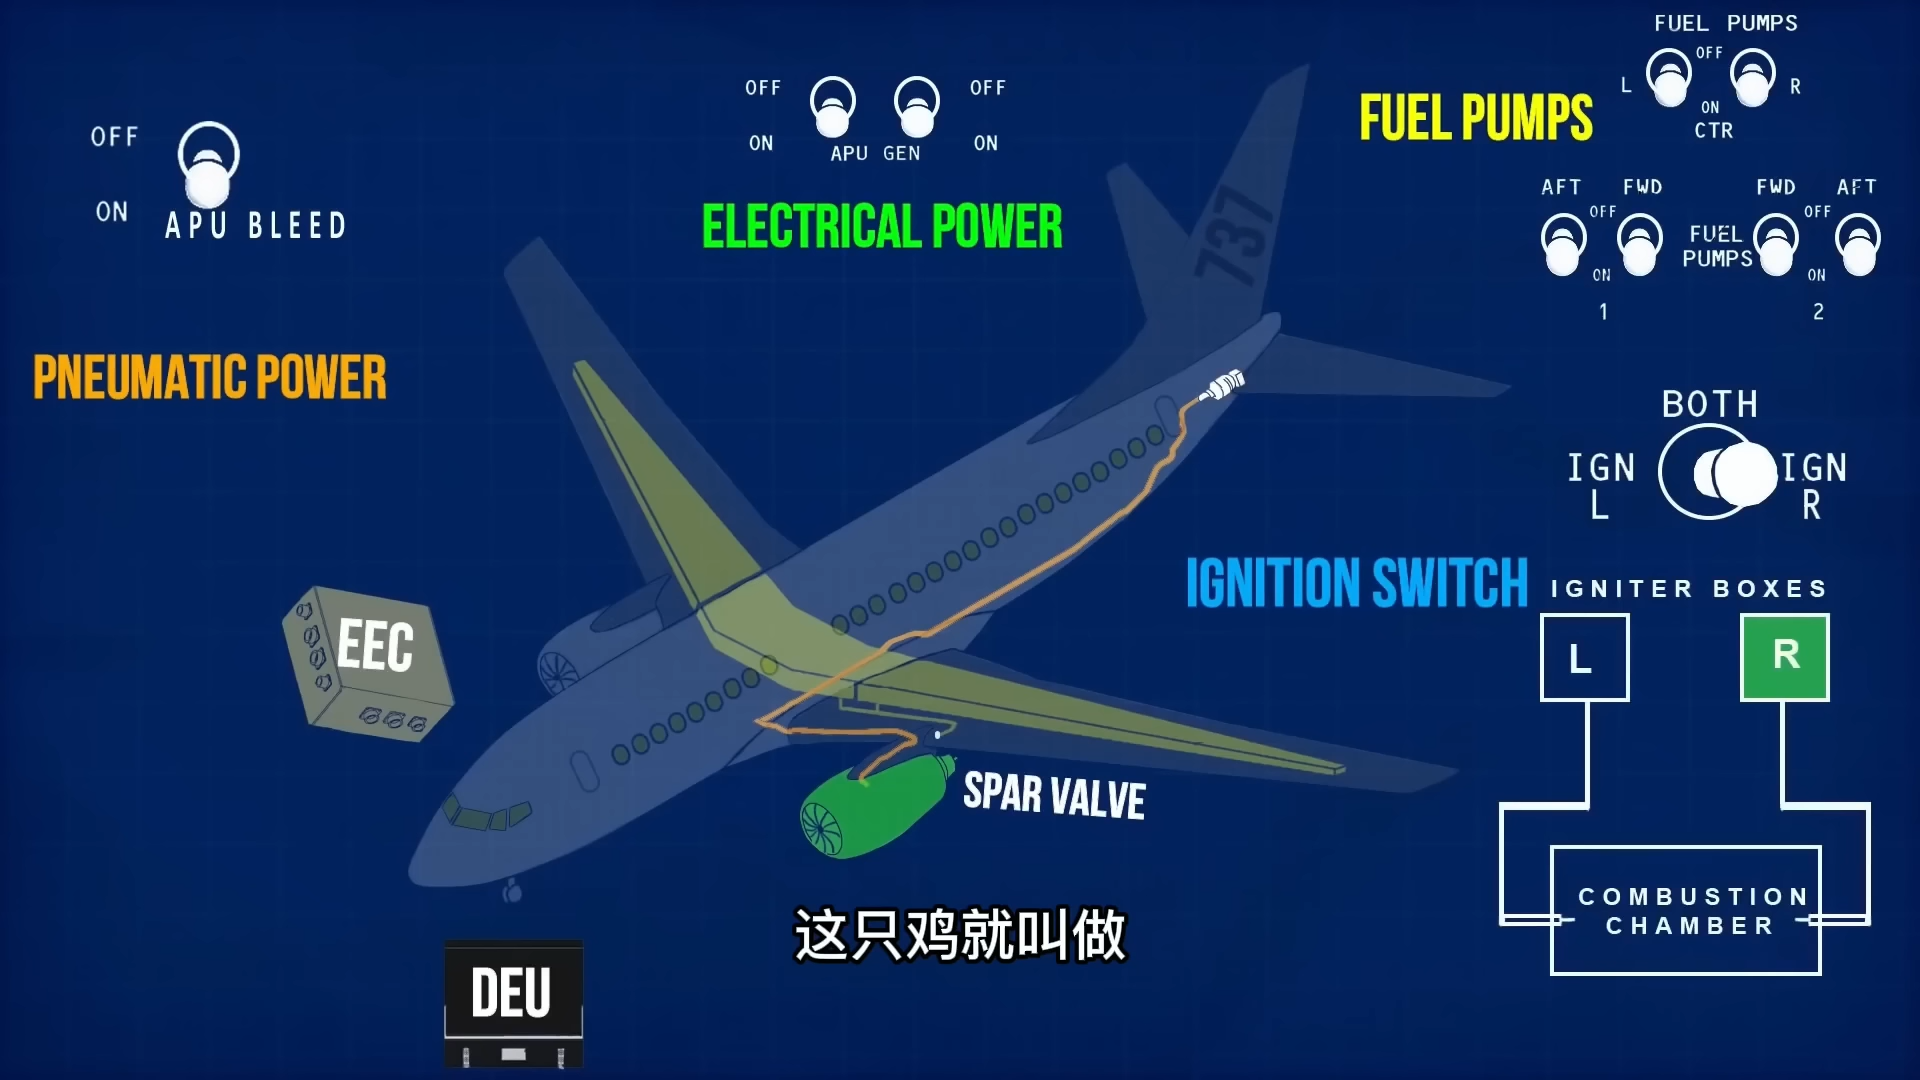 FUEL PUMPS
OFF
L
R
ON
CTR
FUEL PUMPS
OFF
OFF
ON
ON
APU GEN
ELECTRICAL POWER
OFF
ON
APU BLEED
PNEUMATIC POWER
AFT
FWD
FWD
AFT
OFF
OFF
FUEL
PUMPS
ON
ON
1
2
737
BOTH
IGN
L
IGN
R
IGNITION SWITCH
IGNITER BOXES
L
R
EEC
SPAR VALVE
COMBUSTION
CHAMBER
这只鸡就叫做
DEU